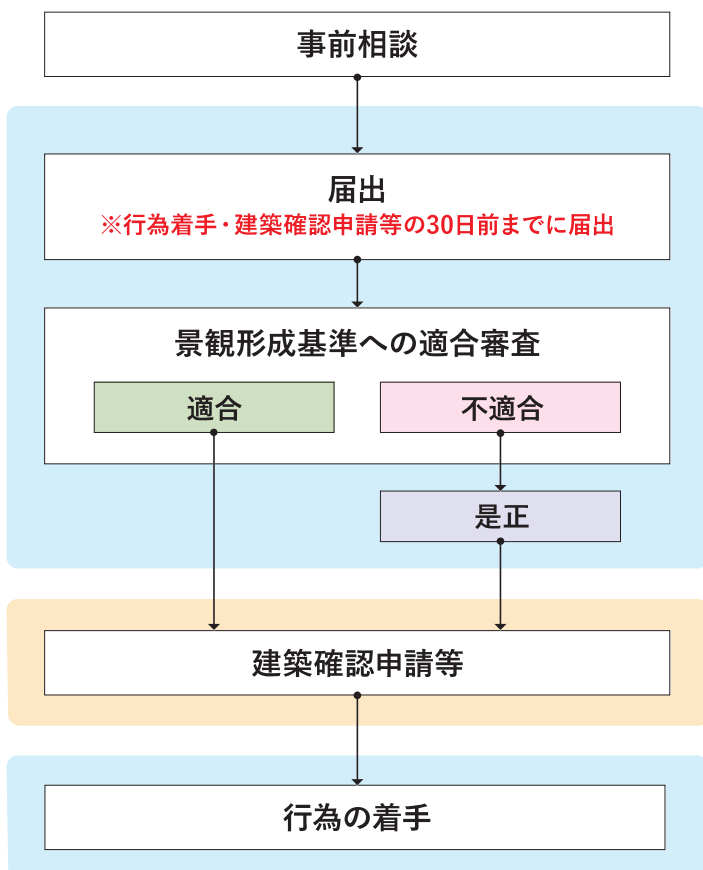 事前相談
届出
※行為着手・建築確認申請等の30日前までに届出
景観形成基準への適合審査
適合
不適合
是正
建築確認申請等
行為の着手